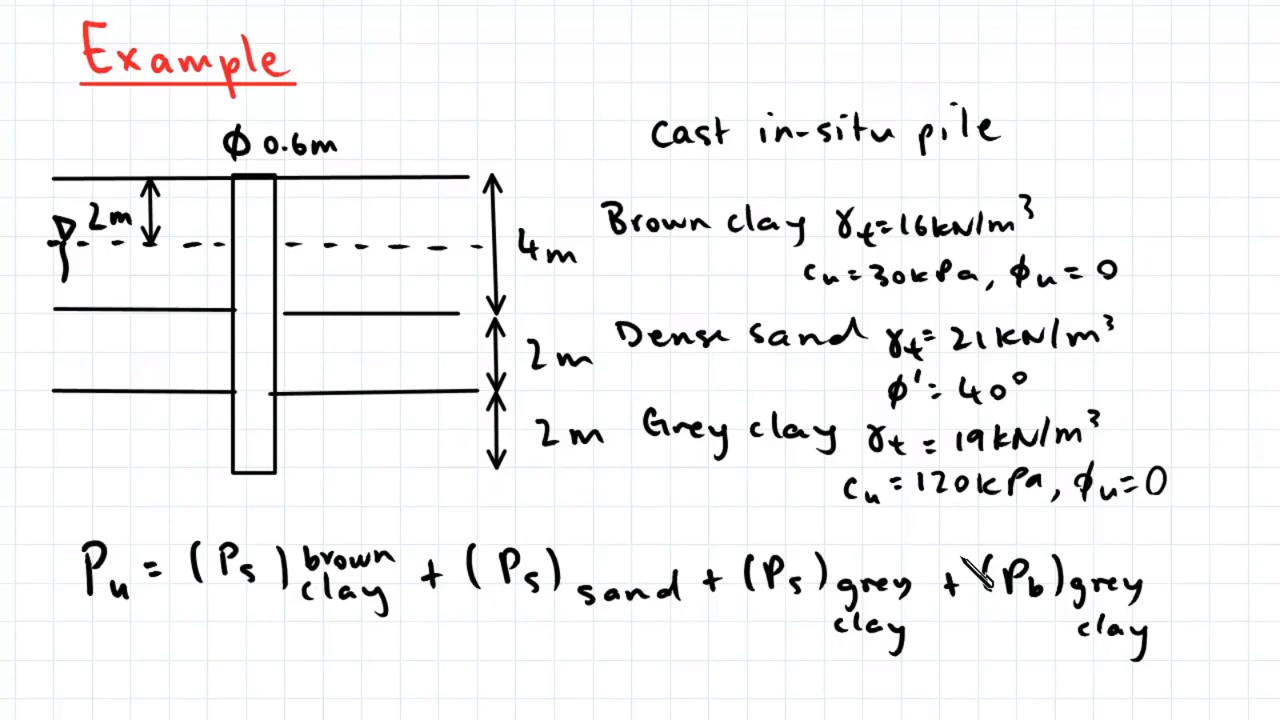 Example
ϕ 0.6m
Cast in-situ pile
2m
4m
Brown clay γt=16kN/m³
cu=30kPa, ϕu=0
2m
Dense sand γt=21kN/m³
ϕ'=40°
2m
Grey clay γt=19kN/m³
cu=120kPa, ϕu=0
Pu = (Ps) brown clay + (Ps) sand + (Ps) grey clay + (Pb) grey clay